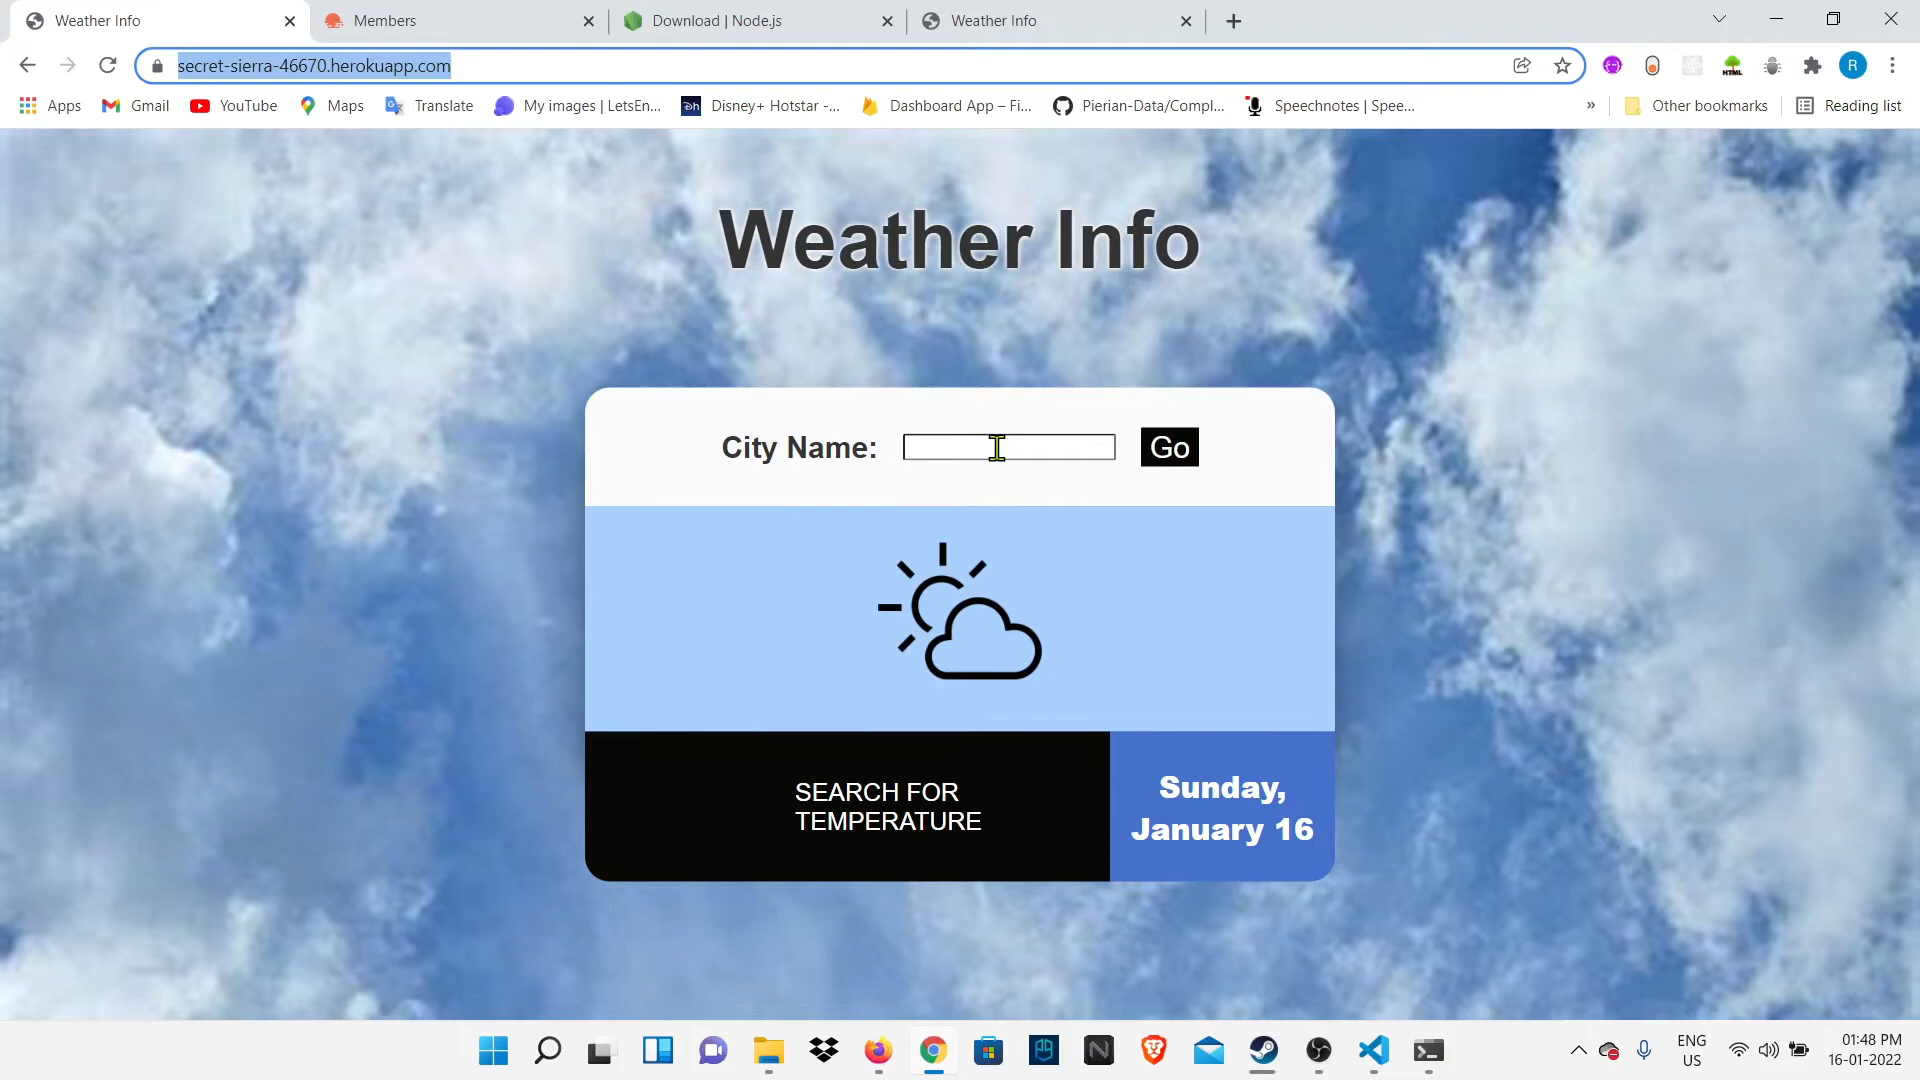 Weather Info
Members
Download | Node.js
Weather Info
secret-sierra-46670.herokuapp.com
HTML
R
Apps
Gmail
YouTube
Maps
Translate
My images | LetsEn...
Disney+ Hotstar -...
Dashboard App – Fi...
Pierian-Data/Compl...
Speechnotes | Spee...
»
Other bookmarks
Reading list
Weather Info
City Name:
Go
SEARCH FOR
TEMPERATURE
Sunday,
January 16
ENG
US
01:48 PM
16-01-2022